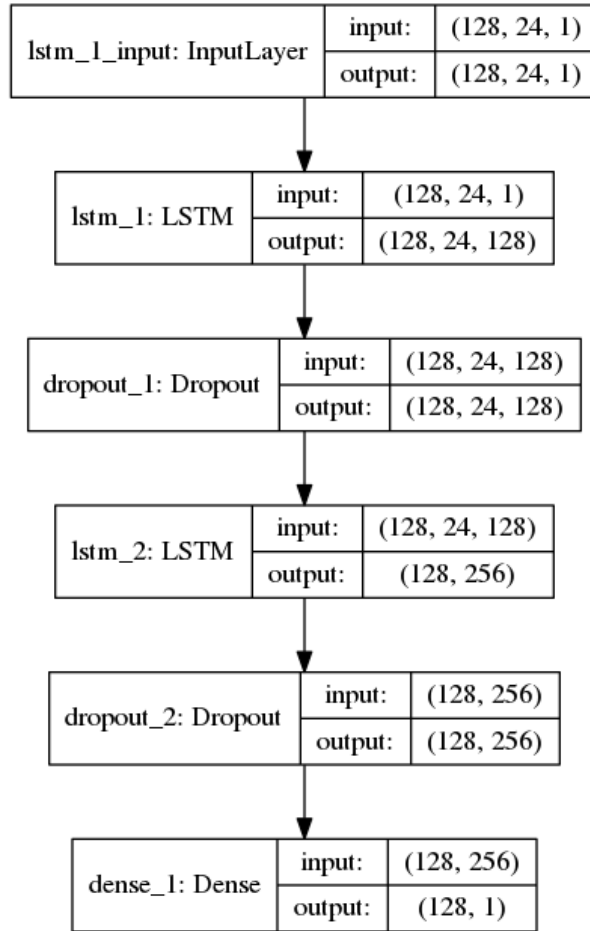 lstm_1_input: InputLayer
input: (128, 24, 1)
output: (128, 24, 1)
lstm_1: LSTM
input: (128, 24, 1)
output: (128, 24, 128)
dropout_1: Dropout
input: (128, 24, 128)
output: (128, 24, 128)
lstm_2: LSTM
input: (128, 24, 128)
output: (128, 256)
dropout_2: Dropout
input: (128, 256)
output: (128, 256)
dense_1: Dense
input: (128, 256)
output: (128, 1)